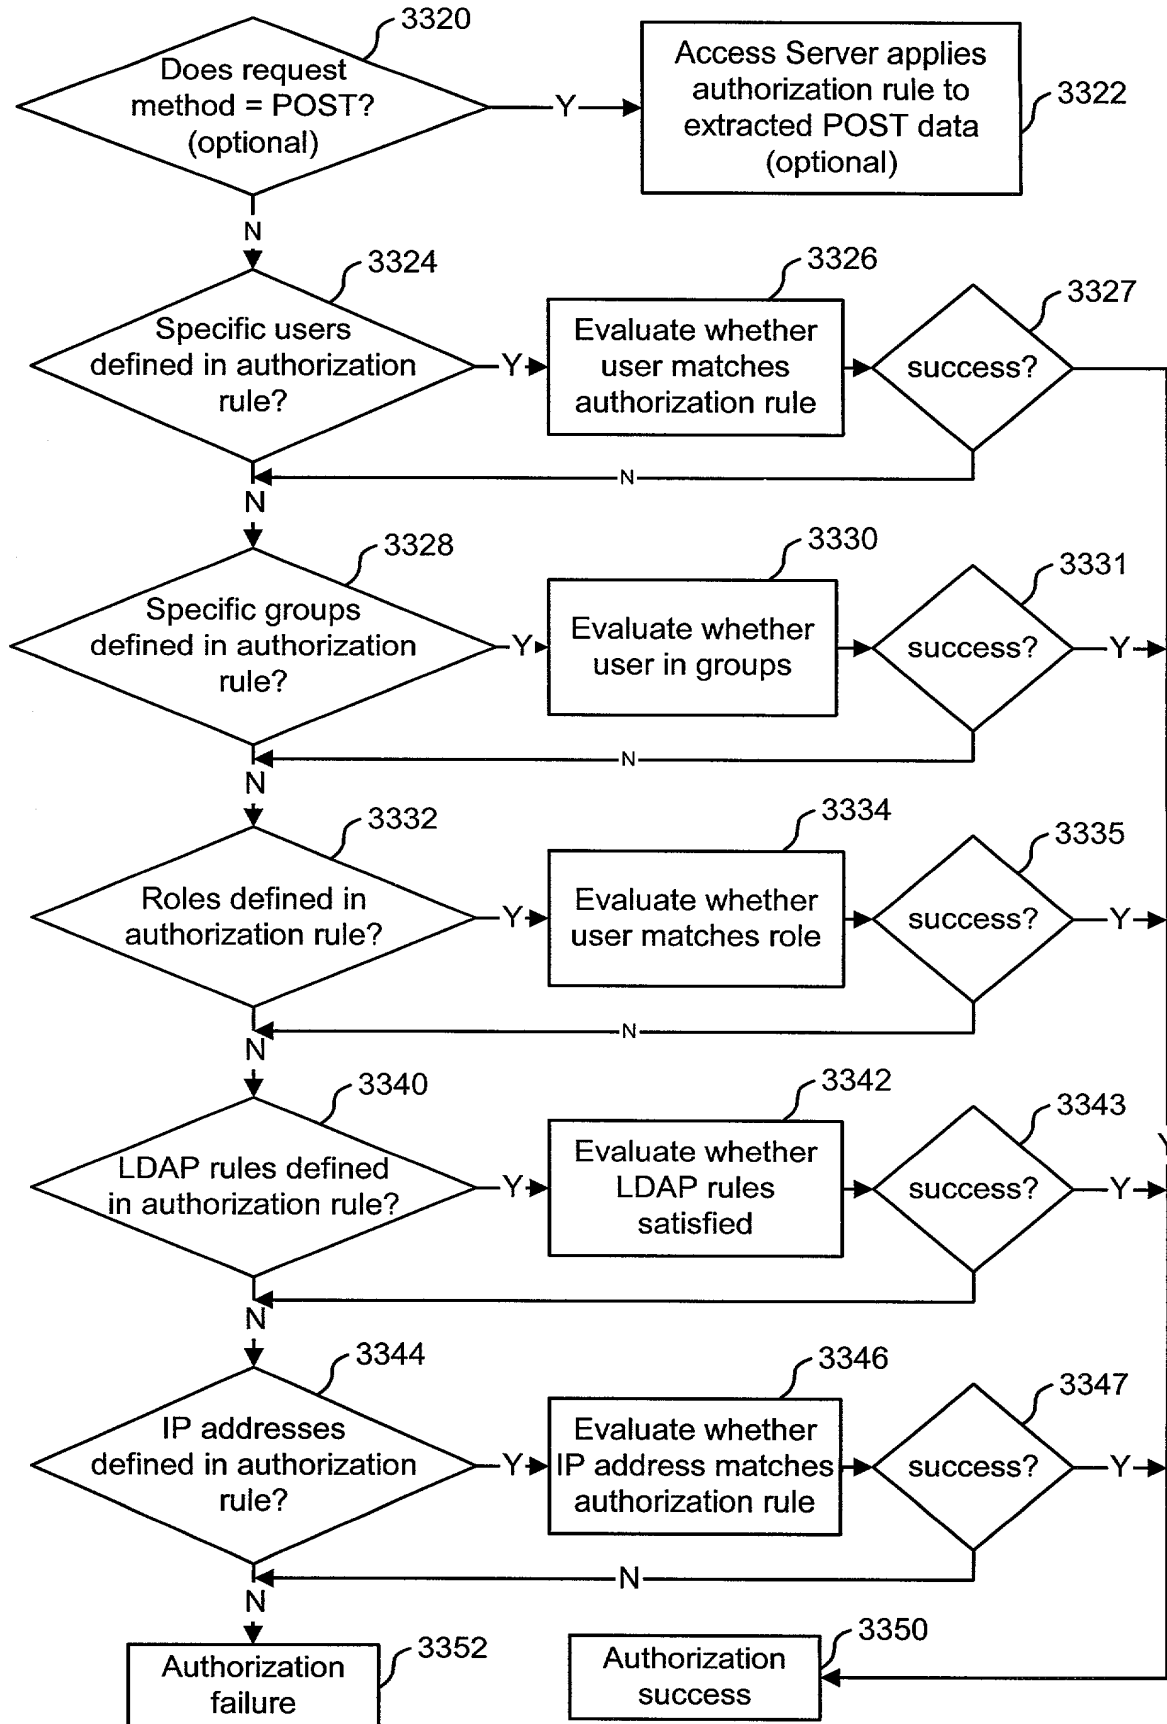 3320
Does request
method = POST?
(optional)
Y
Access Server applies
authorization rule to
extracted POST data
(optional)
3322
N
3324
Specific users
defined in authorization
rule?
Y
3326
Evaluate whether
user matches
authorization rule
3327
success?
N
N
3328
Specific groups
defined in authorization
rule?
Y
3330
Evaluate whether
user in groups
3331
success?
Y
N
N
3332
Roles defined in
authorization rule?
Y
3334
Evaluate whether
user matches role
3335
success?
Y
N
N
3340
LDAP rules defined
in authorization rule?
Y
3342
Evaluate whether
LDAP rules
satisfied
3343
success?
Y
Y
N
3344
IP addresses
defined in authorization
rule?
Y
3346
Evaluate whether
IP address matches
authorization rule
3347
success?
Y
N
N
3352
Authorization
failure
3350
Authorization
success